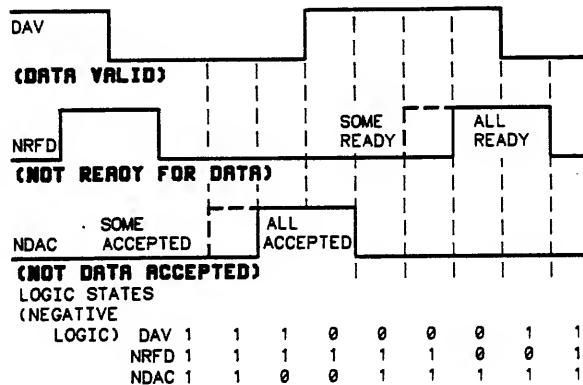 DAV
(DATA VALID)
SOME READY
ALL READY
NRFD
(NOT READY FOR DATA)
SOME ACCEPTED
ALL ACCEPTED
NDAC
(NOT DATA ACCEPTED)
LOGIC STATES
(NEGATIVE
LOGIC) DAV 1 1 1 0 0 0 0 1 1
NRFD 1 1 1 1 1 1 0 0 1
NDAC 1 1 0 0 1 1 1 1 1